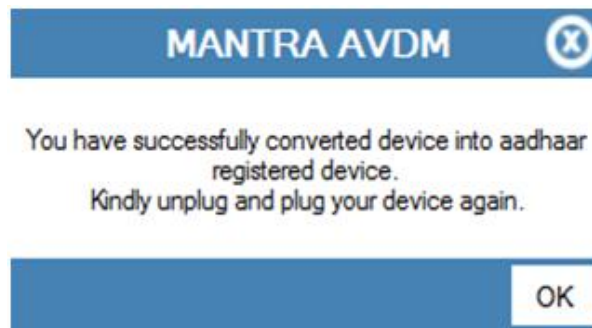 MANTRA AVDM
You have successfully converted device into aadhaar
registered device.
Kindly unplug and plug your device again.
OK